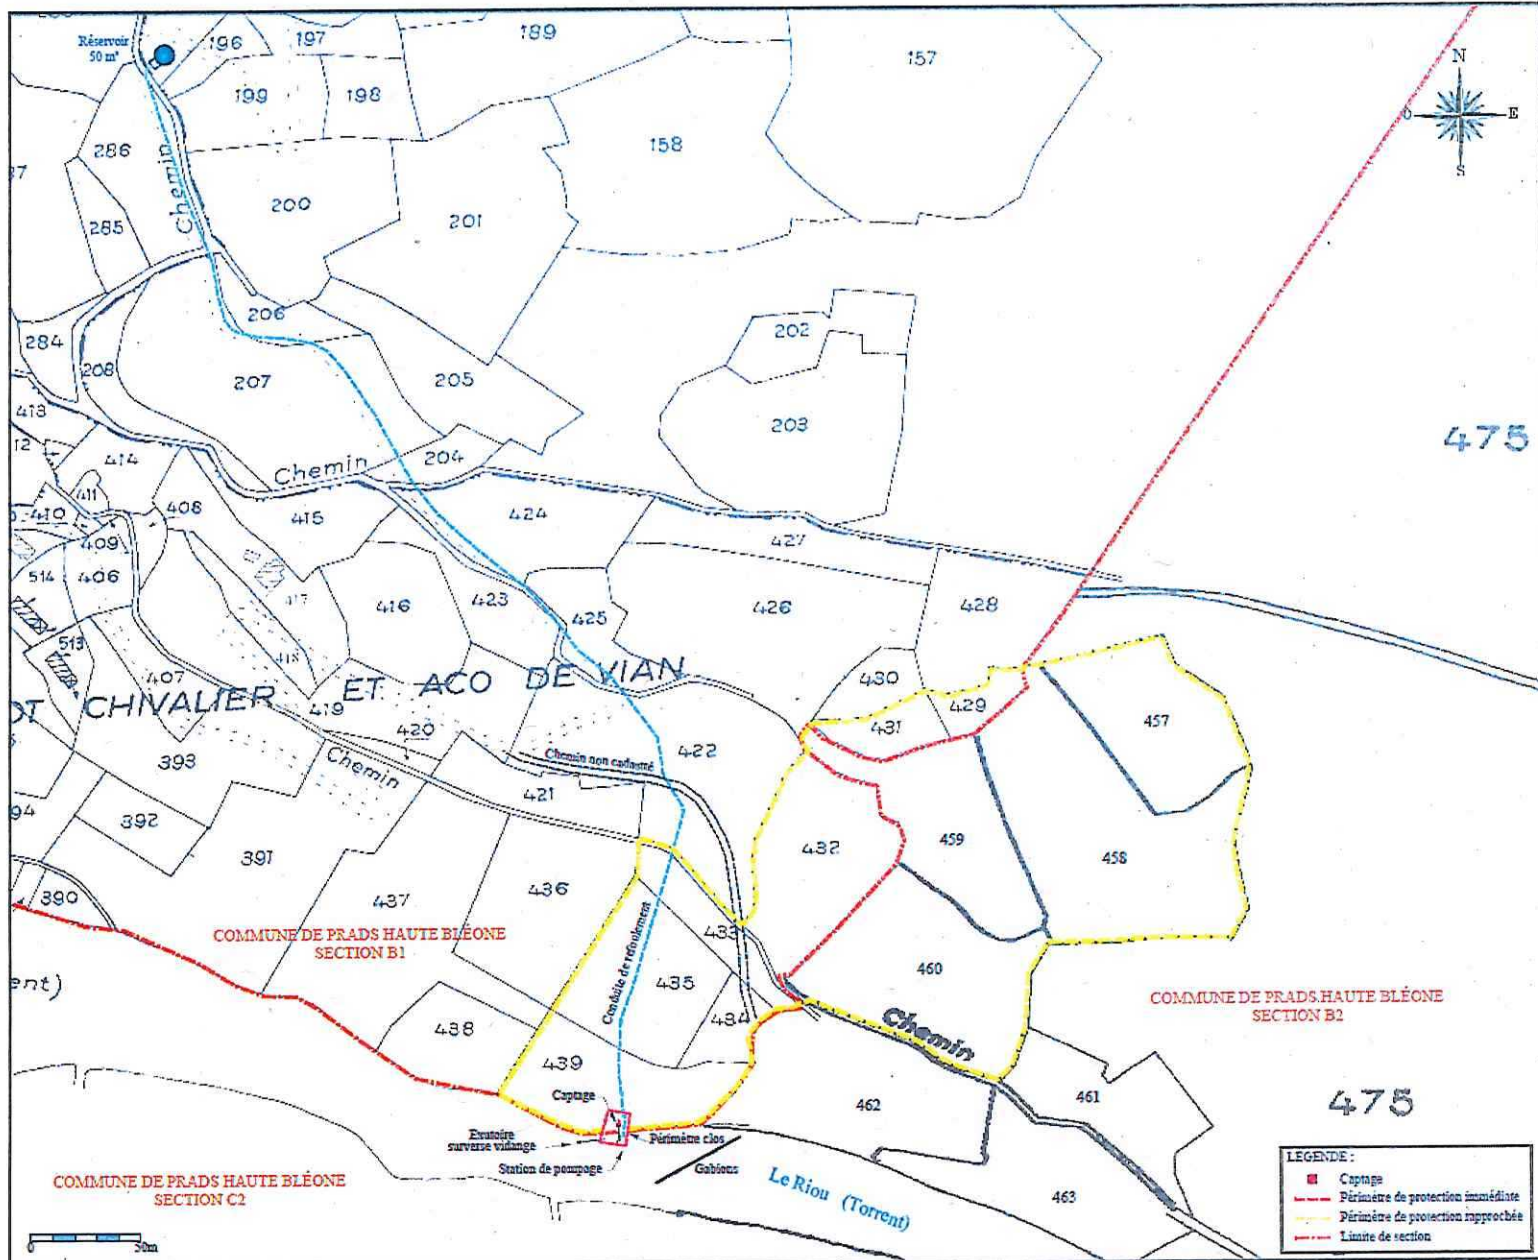 Réservoir
50 m³
196
197
189
157
199
198
158
286
Chemin
200
201
285
N
O
E
S
206
202
284
208
207
205
203
413
414
Chemin
204
475
411
410
408
415
424
427
409
406
514
417
416
423
425
426
428
513
407
418
430
CHIVALIER ET ACO DE VIAN
419
420
422
431
429
457
393
Chemin
Chemin non cadastré
421
392
391
432
459
458
390
437
436
433
COMMUNE DE PRADS HAUTE BLÉONE
SECTION B1
Conduite de refoulement
435
460
438
434
439
Chemin
COMMUNE DE PRADS HAUTE BLÉONE
SECTION B2
Captage
462
461
475
Exutoire
surverse vidange
Périmètre clos
Station de pompage
Gabions
Le Riou (Torrent)
463
COMMUNE DE PRADS HAUTE BLÉONE
SECTION C2
50m
LEGENDE :
Captage
Périmètre de protection immédiate
Périmètre de protection rapprochée
Limite de section